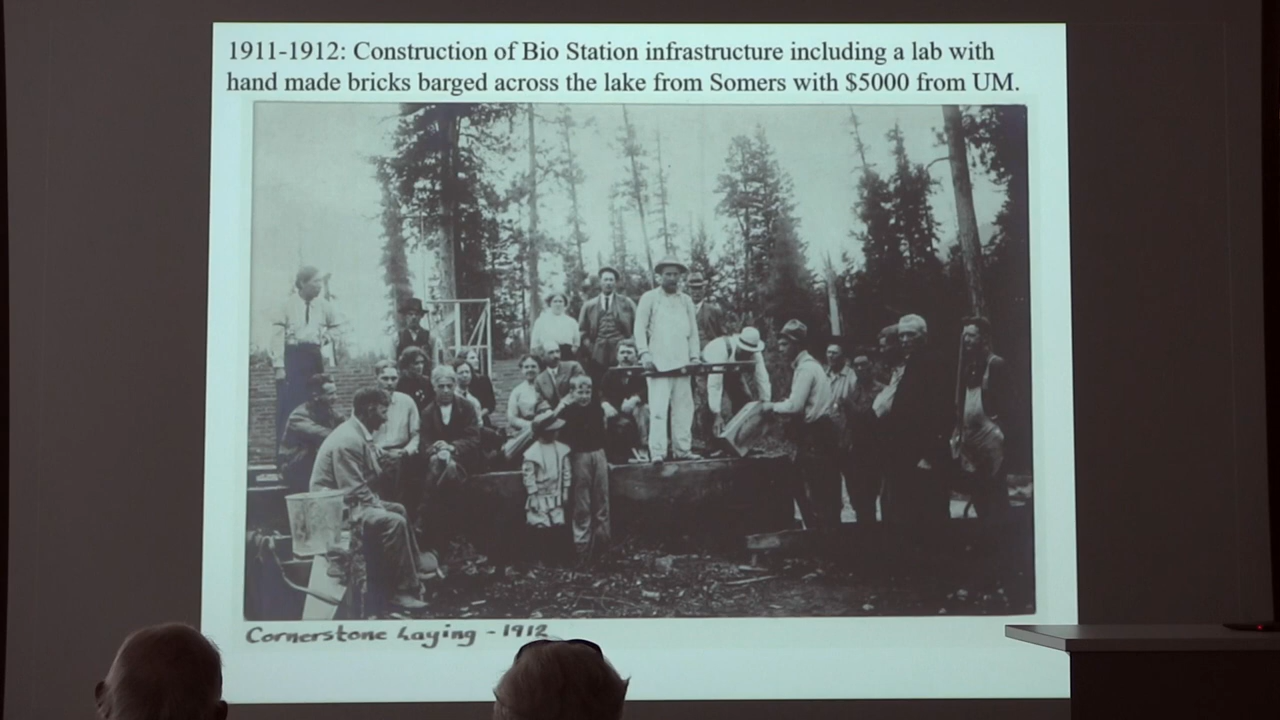 1911-1912: Construction of Bio Station infrastructure including a lab with
hand made bricks barged across the lake from Somers with $5000 from UM.
Cornerstone Laying - 1912